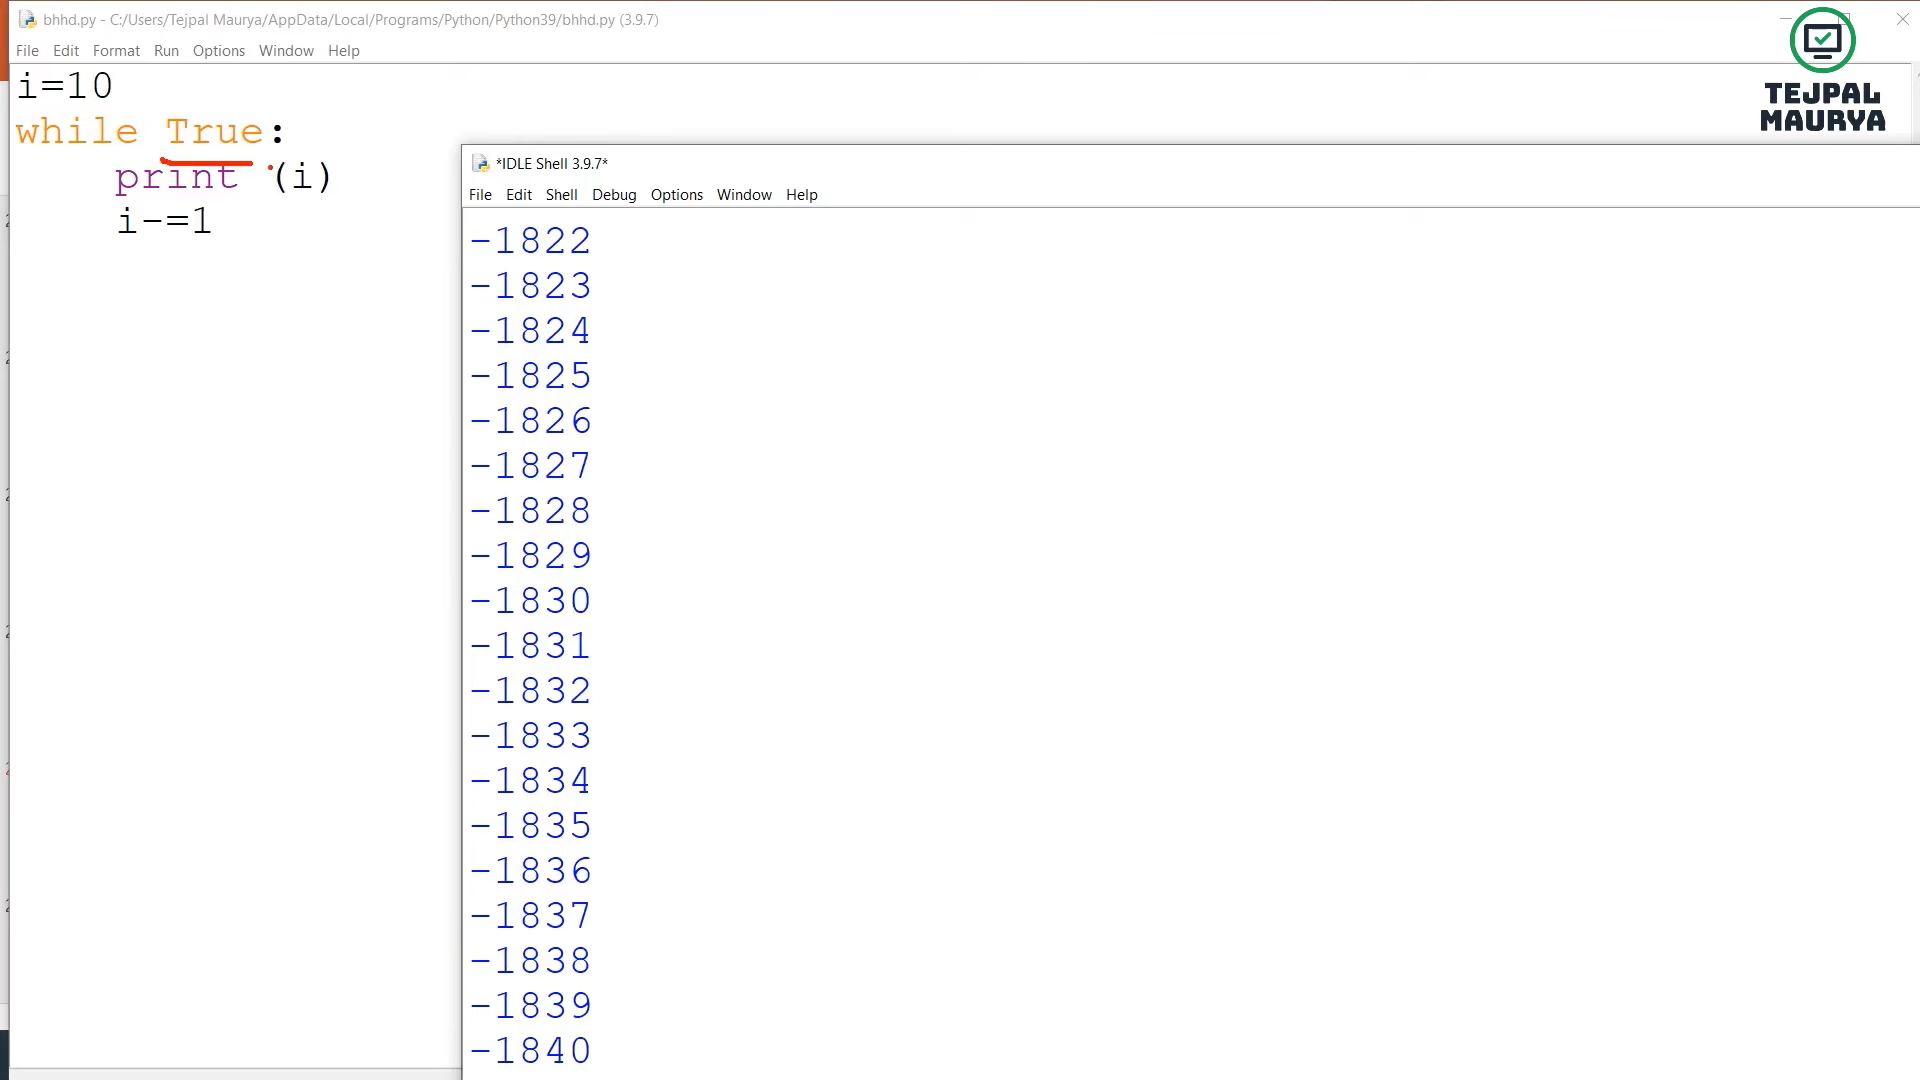 bhhd.py - C:/Users/Tejpal Maurya/AppData/Local/Programs/Python/Python39/bhhd.py (3.9.7)
File Edit Format Run Options Window Help
i=10
while True:
print (i)
i-=1
TEJPAL
MAURYA
*IDLE Shell 3.9.7*
File Edit Shell Debug Options Window Help
-1822
-1823
-1824
-1825
-1826
-1827
-1828
-1829
-1830
-1831
-1832
-1833
-1834
-1835
-1836
-1837
-1838
-1839
-1840